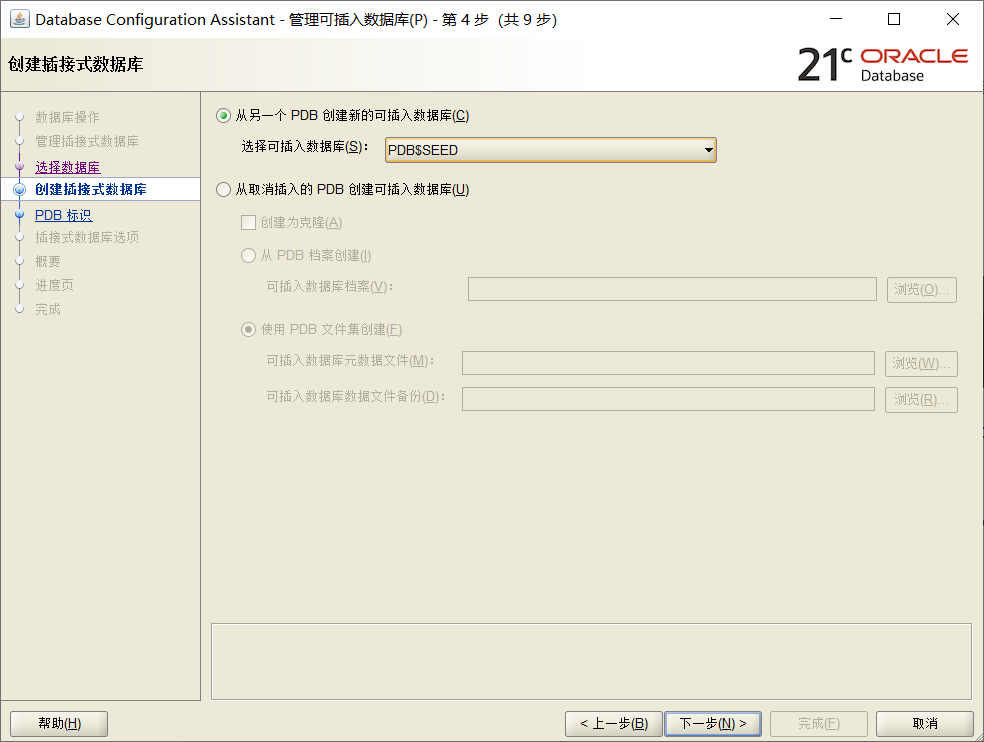 Database Configuration Assistant - 管理可插入数据库(P) - 第 4 步（共 9 步）
创建插接式数据库
21c ORACLE
Database
数据库操作
管理插接式数据库
选择数据库
创建插接式数据库
PDB 标识
插接式数据库选项
概要
进度页
完成
从另一个 PDB 创建新的可插入数据库(C)
选择可插入数据库(S)： PDB$SEED
从取消插入的 PDB 创建可插入数据库(U)
创建为克隆(A)
从 PDB 档案创建(I)
可插入数据库档案(V)： 浏览(O)...
使用 PDB 文件集创建(F)
可插入数据库元数据文件(M)： 浏览(W)...
可插入数据库数据文件备份(D)： 浏览(R)...
帮助(H) < 上一步(B) 下一步(N) > 完成(F) 取消